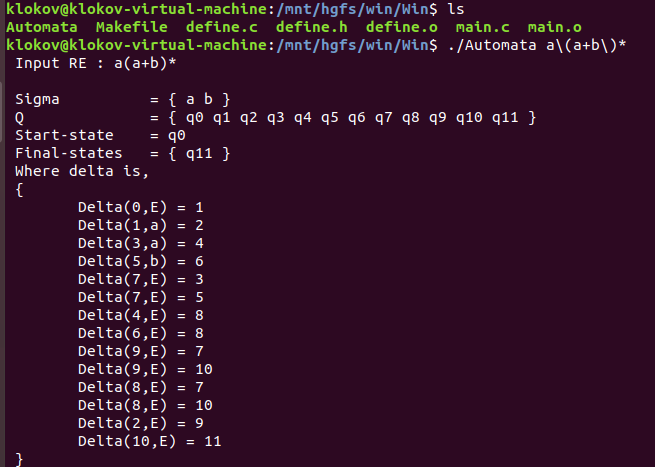 klokov@klokov-virtual-machine:/mnt/hgfs/win/Win$ ls
Automata  Makefile  define.c  define.h  define.o  main.c  main.o
klokov@klokov-virtual-machine:/mnt/hgfs/win/Win$ ./Automata a\(a+b\)*
Input RE : a(a+b)*
Sigma          = { a b }
Q              = { q0 q1 q2 q3 q4 q5 q6 q7 q8 q9 q10 q11 }
Start-state    = q0
Final-states   = { q11 }
Where delta is,
{
Delta(0,E) = 1
Delta(1,a) = 2
Delta(3,a) = 4
Delta(5,b) = 6
Delta(7,E) = 3
Delta(7,E) = 5
Delta(4,E) = 8
Delta(6,E) = 8
Delta(9,E) = 7
Delta(9,E) = 10
Delta(8,E) = 7
Delta(8,E) = 10
Delta(2,E) = 9
Delta(10,E) = 11
}